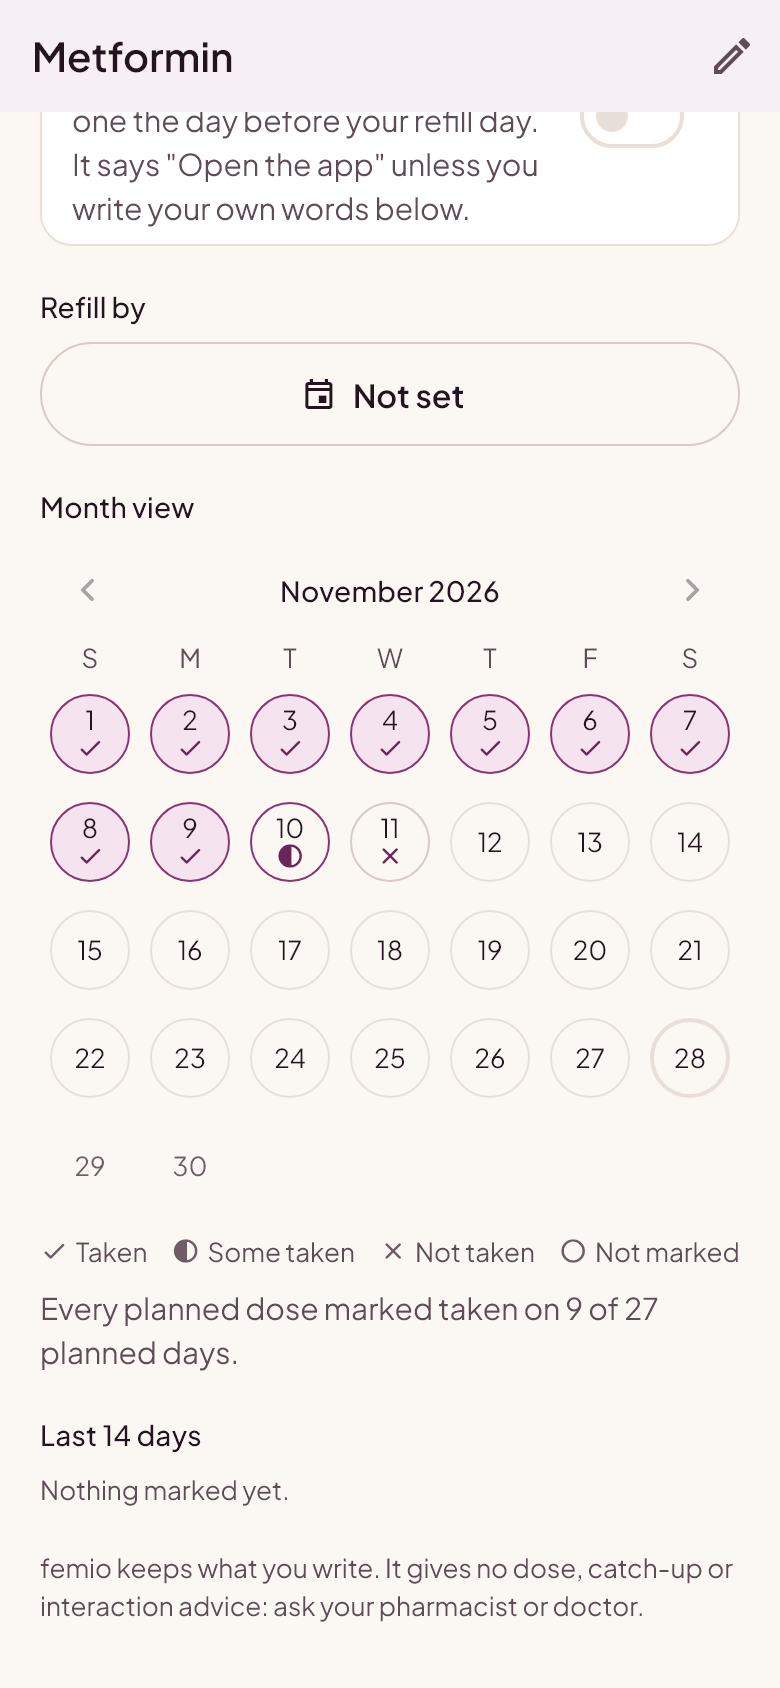 Metformin
one the day before your refill day.
It says "Open the app" unless you
write your own words below.
Refill by
Not set
Month view
November 2026
S M T W T F S
1 2 3 4 5 6 7
8 9 10 11 12 13 14
15 16 17 18 19 20 21
22 23 24 25 26 27 28
29 30
Taken Some taken Not taken Not marked
Every planned dose marked taken on 9 of 27
planned days.
Last 14 days
Nothing marked yet.
femio keeps what you write. It gives no dose, catch-up or
interaction advice: ask your pharmacist or doctor.